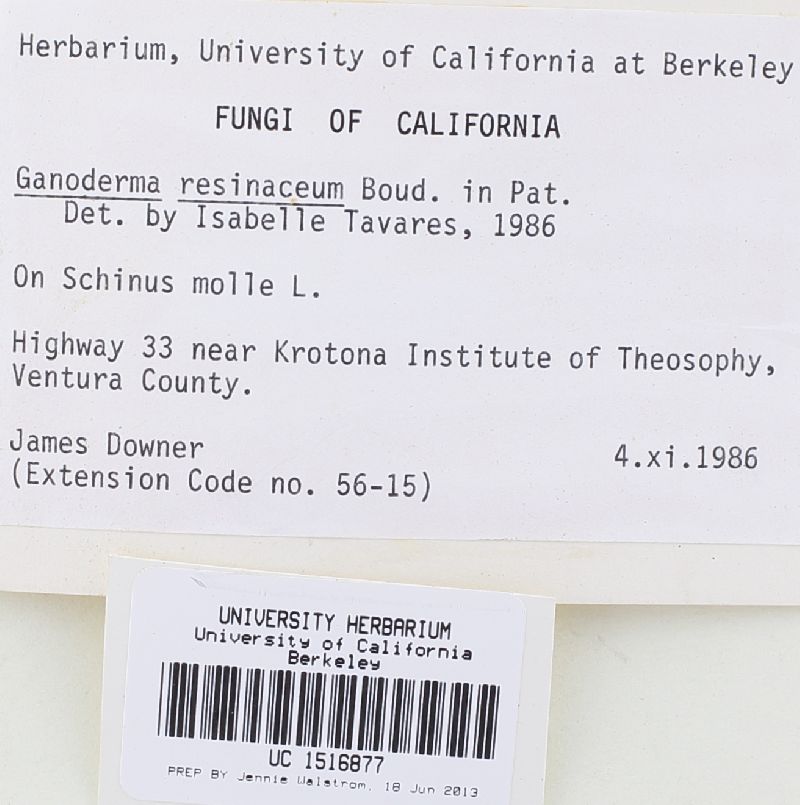 Herbarium, University of California at Berkeley
FUNGI OF CALIFORNIA
Ganoderma resinaceum Boud. in Pat.
Det. by Isabelle Tavares, 1986
On Schinus molle L.
Highway 33 near Krotona Institute of Theosophy,
Ventura County.
James Downer 4.xi.1986
(Extension Code no. 56-15)
UNIVERSITY HERBARIUM
University of California
Berkeley
UC 1516877
PREP BY Jennie Walstrom, 18 Jun 2013